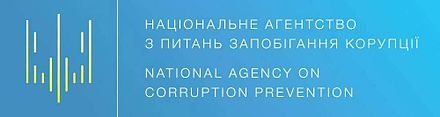 НАЦІОНАЛЬНЕ АГЕНТСТВО
З ПИТАНЬ ЗАПОБІГАННЯ КОРУПЦІЇ
NATIONAL AGENCY ON
CORRUPTION PREVENTION